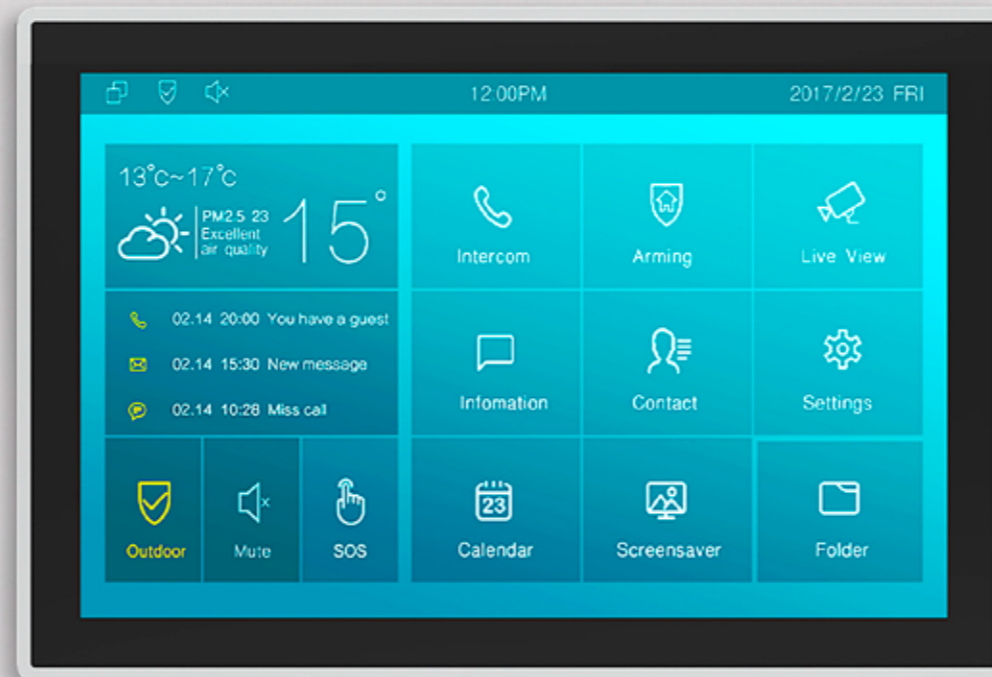 12:00PM
2017/2/23 FRI
13°c~17°c
PM2.5 23
Excellent
air quality
15°
02.14 20:00 You have a guest
02.14 15:30 New message
02.14 10:28 Miss call
Outdoor
Mute
SOS
Intercom
Arming
Live View
Infomation
Contact
Settings
23
Calendar
Screensaver
Folder